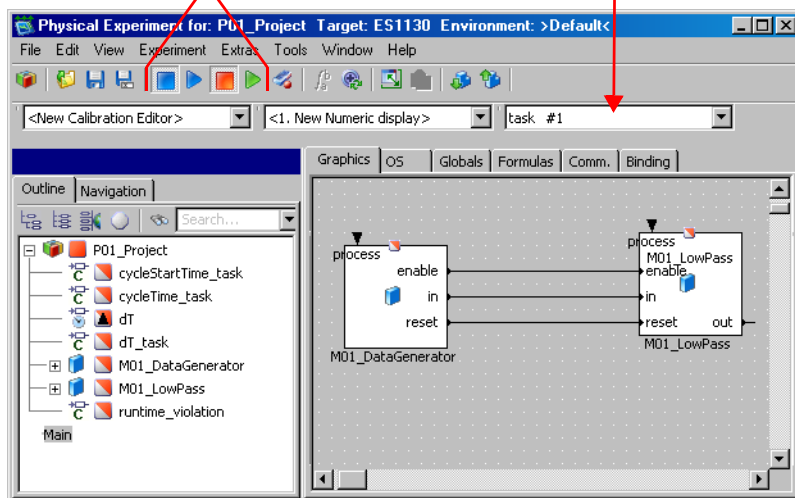 Physical Experiment for: P01_Project Target: ES1130 Environment: >Default<
File Edit View Experiment Extras Tools Window Help
<New Calibration Editor> <1. New Numeric display> task #1
Graphics OS Globals Formulas Comm. Binding
Outline Navigation
Search...
P01_Project
cycleStartTime_task
cycleTime_task
dT
dT_task
M01_DataGenerator
M01_LowPass
runtime_violation
Main
process
enable
in
reset
M01_DataGenerator
process
M01_LowPass
enable
in
reset out
M01_LowPass